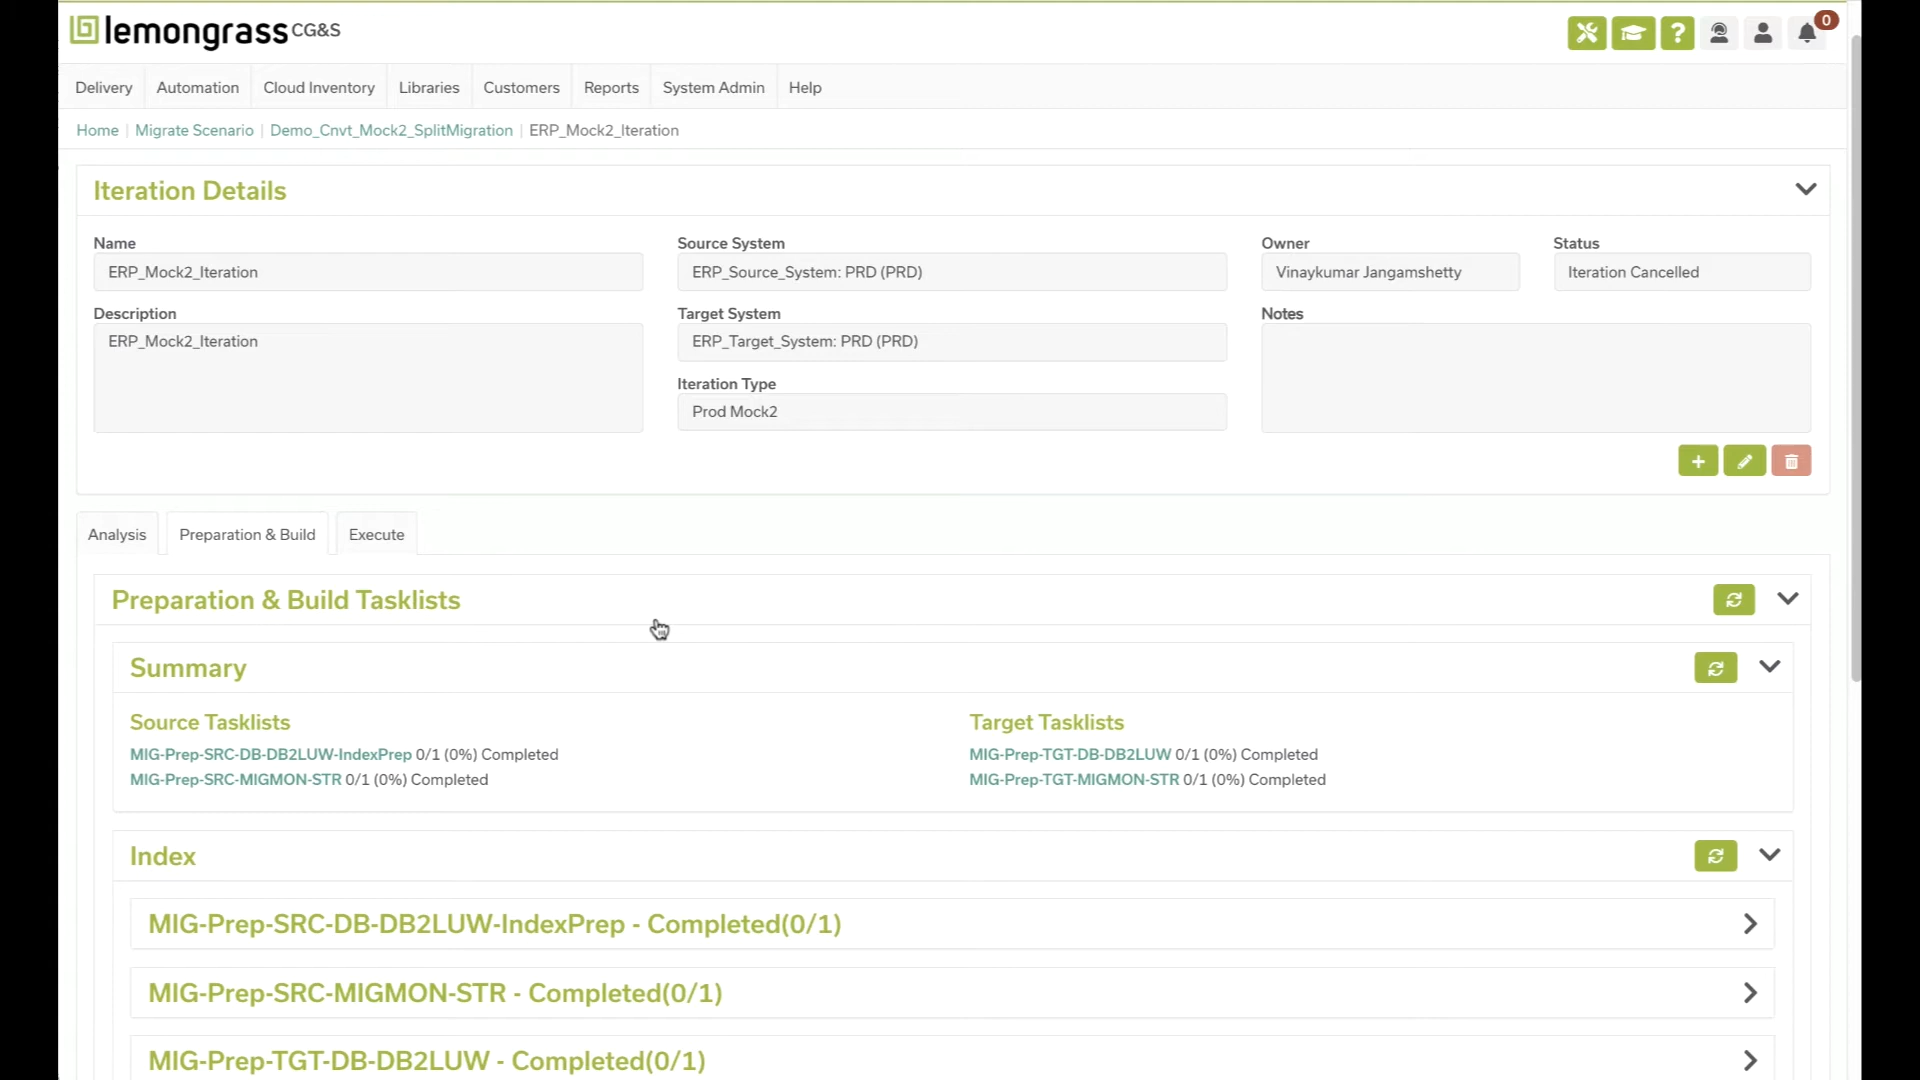 lemongrass CG&S
? 0
Delivery Automation Cloud Inventory Libraries Customers Reports System Admin Help
Home | Migrate Scenario | Demo_Cnvt_Mock2_SplitMigration | ERP_Mock2_Iteration
Iteration Details
Name Source System Owner Status
ERP_Mock2_Iteration ERP_Source_System: PRD (PRD) Vinaykumar Jangamshetty Iteration Cancelled
Description Target System Notes
ERP_Mock2_Iteration ERP_Target_System: PRD (PRD)
Iteration Type
Prod Mock2
Analysis Preparation & Build Execute
Preparation & Build Tasklists
Summary
Source Tasklists Target Tasklists
MIG-Prep-SRC-DB-DB2LUW-IndexPrep 0/1 (0%) Completed MIG-Prep-TGT-DB-DB2LUW 0/1 (0%) Completed
MIG-Prep-SRC-MIGMON-STR 0/1 (0%) Completed MIG-Prep-TGT-MIGMON-STR 0/1 (0%) Completed
Index
MIG-Prep-SRC-DB-DB2LUW-IndexPrep - Completed(0/1)
MIG-Prep-SRC-MIGMON-STR - Completed(0/1)
MIG-Prep-TGT-DB-DB2LUW - Completed(0/1)